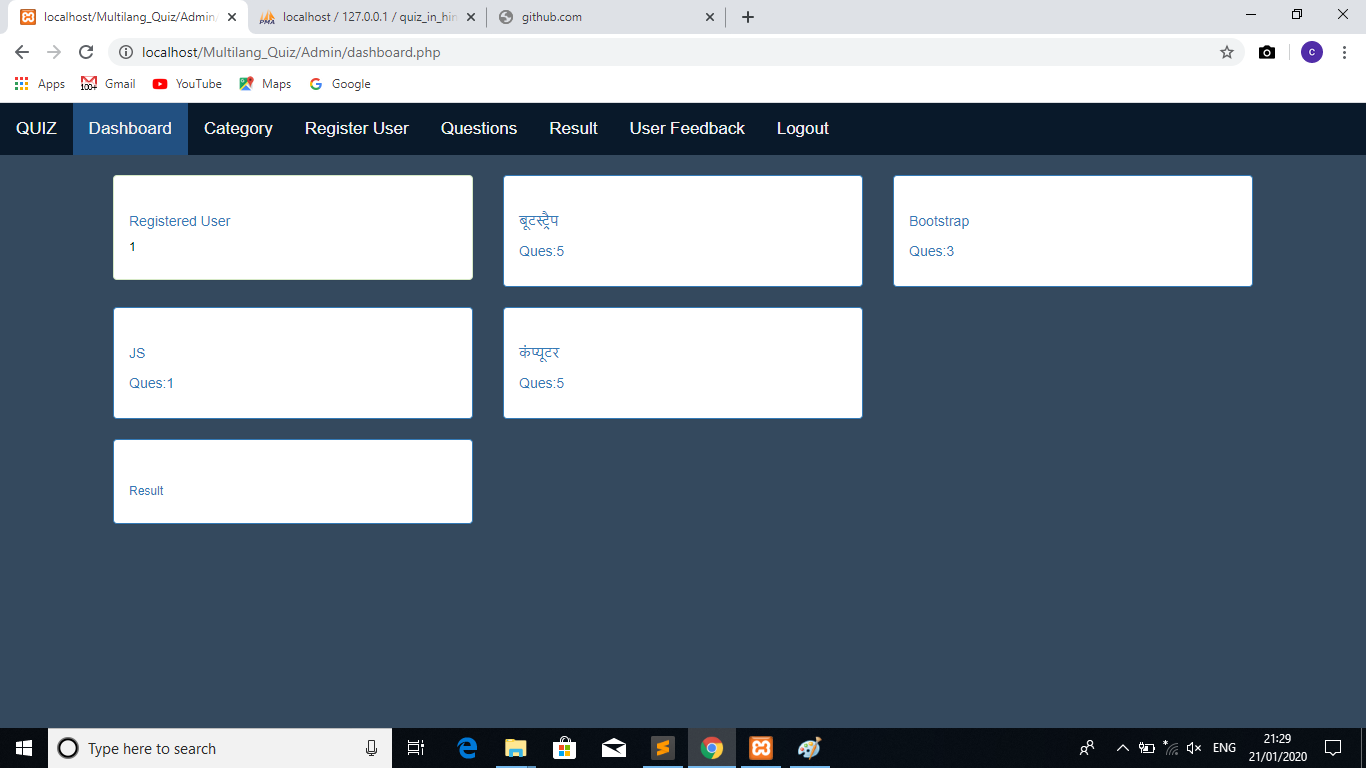 localhost/Multilang_Quiz/Admin/
localhost / 127.0.0.1 / quiz_in_hin
github.com
localhost/Multilang_Quiz/Admin/dashboard.php
c
Apps
Gmail
YouTube
Maps
Google
QUIZ
Dashboard
Category
Register User
Questions
Result
User Feedback
Logout
Registered User
1
बूटस्ट्रैप
Ques:5
Bootstrap
Ques:3
JS
Ques:1
कंप्यूटर
Ques:5
Result
Type here to search
ENG
21:29
21/01/2020